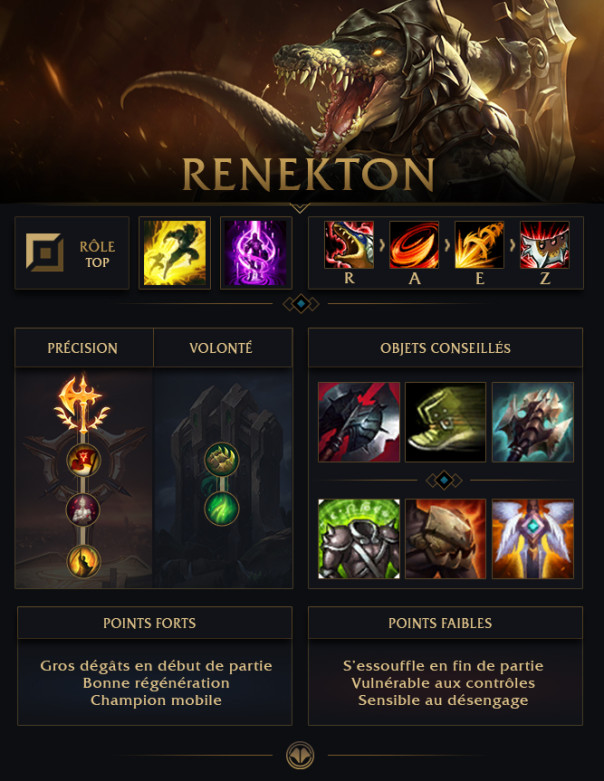 RENEKTON
RÔLE
TOP
R
A
E
Z
PRÉCISION
VOLONTÉ
OBJETS CONSEILLÉS
POINTS FORTS
Gros dégâts en début de partie
Bonne régénération
Champion mobile
POINTS FAIBLES
S'essouffle en fin de partie
Vulnérable aux contrôles
Sensible au désengage